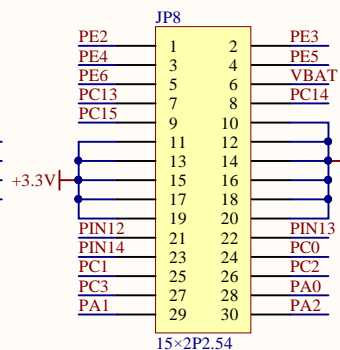 JP8
PE2 1 2 PE3
PE4 3 4 PE5
PE6 5 6 VBAT
PC13 7 8 PC14
PC15 9 10
11 12
13 14
+3.3V 15 16
17 18
19 20
PIN12 21 22 PIN13
PIN14 23 24 PC0
PC1 25 26 PC2
PC3 27 28 PA0
PA1 29 30 PA2
15×2P2.54